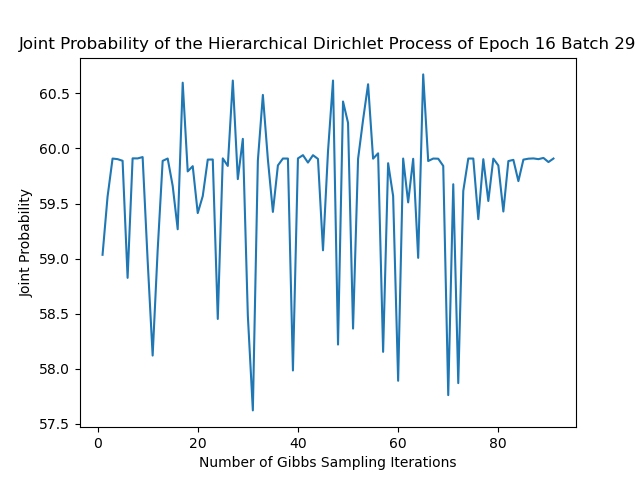 Joint Probability of the Hierarchical Dirichlet Process of Epoch 16 Batch 29
60.5
60.0
59.5
59.0
58.5
58.0
57.5
Joint Probability
0 20 40 60 80
Number of Gibbs Sampling Iterations